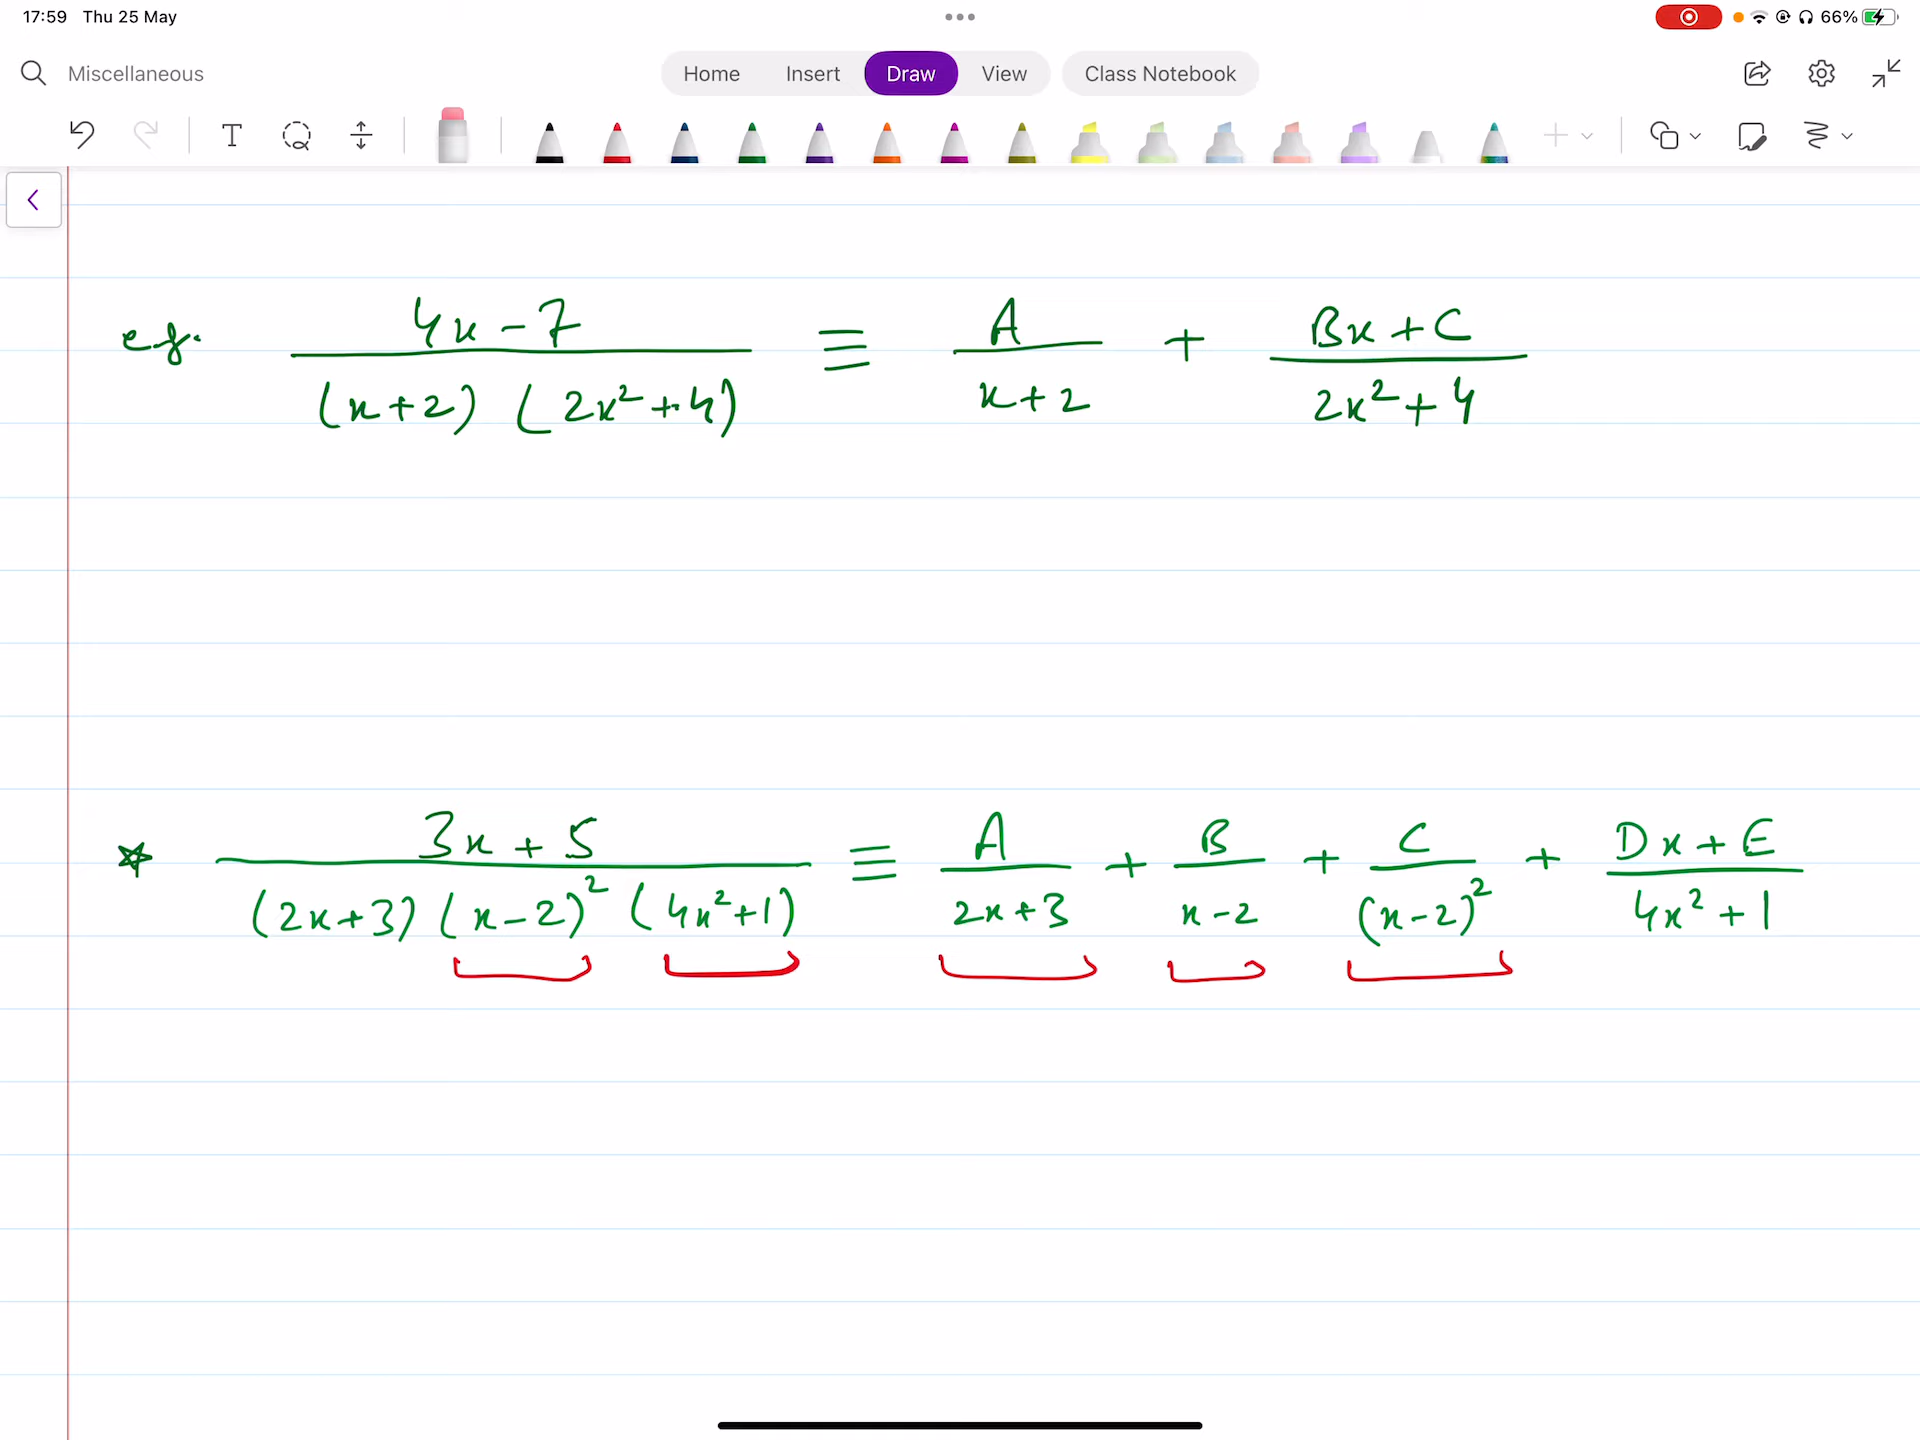 17:59 Thu 25 May 66%
Miscellaneous Home Insert Draw View Class Notebook
T
eg. (4x-7)/((x+2)(2x²+4)) ≡ A/(x+2) + (Bx+C)/(2x²+4)
* (3x+5)/((2x+3)(x-2)²(4x²+1)) ≡ A/(2x+3) + B/(x-2) + C/(x-2)² + (Dx+E)/(4x²+1)